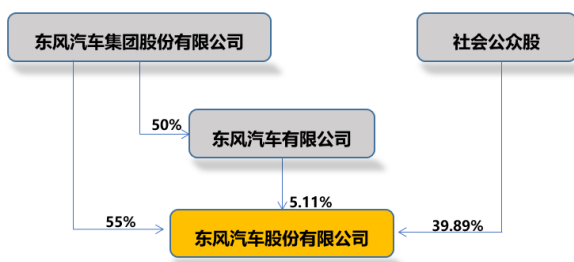 东风汽车集团股份有限公司
社会公众股
50%
东风汽车有限公司
5.11%
55%
东风汽车股份有限公司
39.89%